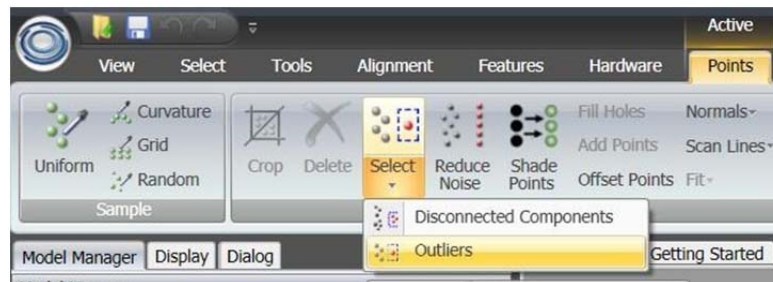 Active
View Select Tools Alignment Features Hardware Points
Uniform
Curvature
Grid
Random
Sample
Crop
Delete
Select
Reduce
Noise
Shade
Points
Fill Holes
Add Points
Offset Points
Normals
Scan Lines
Fit
Disconnected Components
Outliers
Model Manager Display Dialog
Getting Started